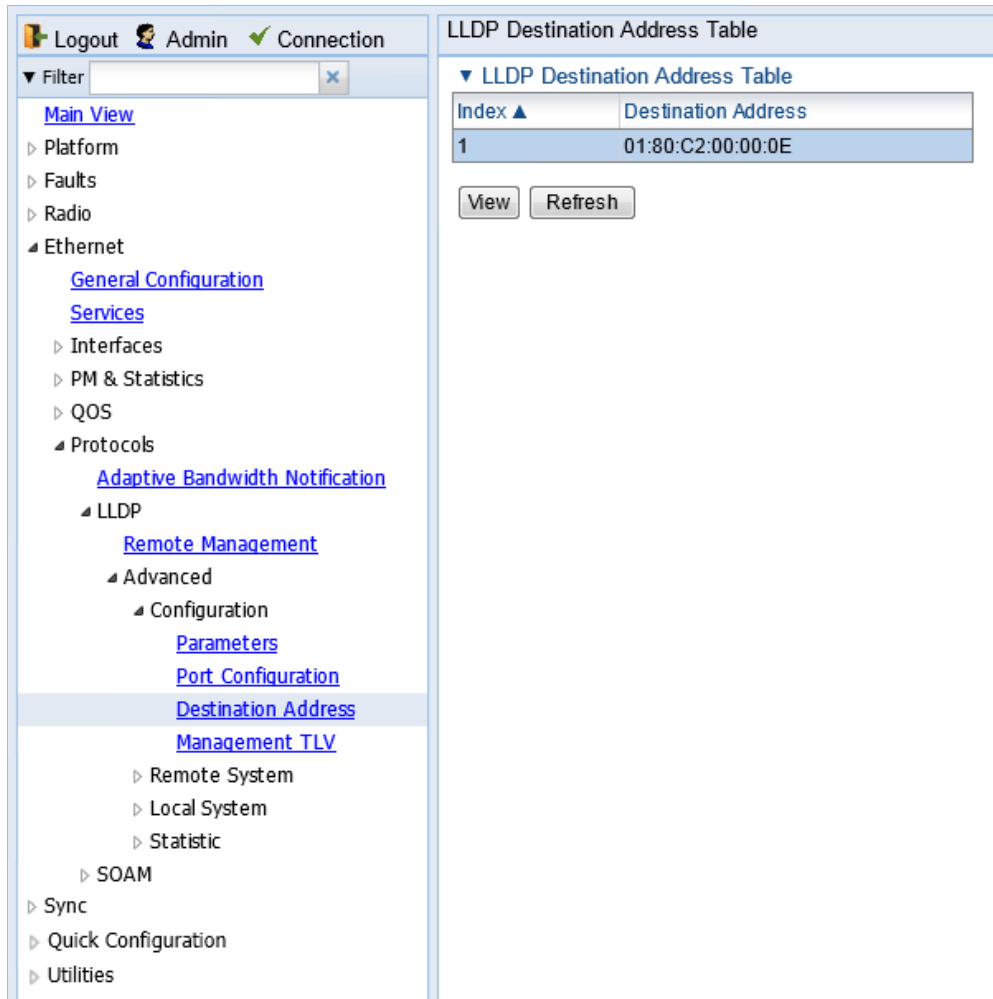 Logout Admin Connection
Filter
Main View
Platform
Faults
Radio
Ethernet
General Configuration
Services
Interfaces
PM & Statistics
QOS
Protocols
Adaptive Bandwidth Notification
LLDP
Remote Management
Advanced
Configuration
Parameters
Port Configuration
Destination Address
Management TLV
Remote System
Local System
Statistic
SOAM
Sync
Quick Configuration
Utilities
LLDP Destination Address Table
LLDP Destination Address Table
Index Destination Address
1 01:80:C2:00:00:0E
View Refresh